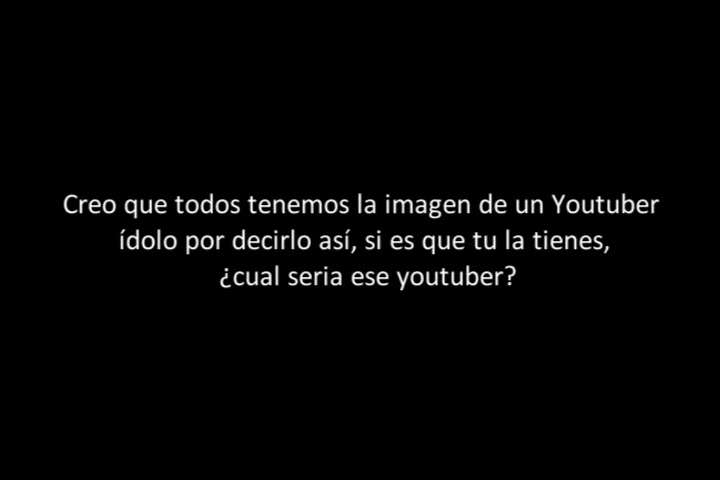 Creo que todos tenemos la imagen de un Youtuber
ídolo por decirlo así, si es que tu la tienes,
¿cual seria ese youtuber?